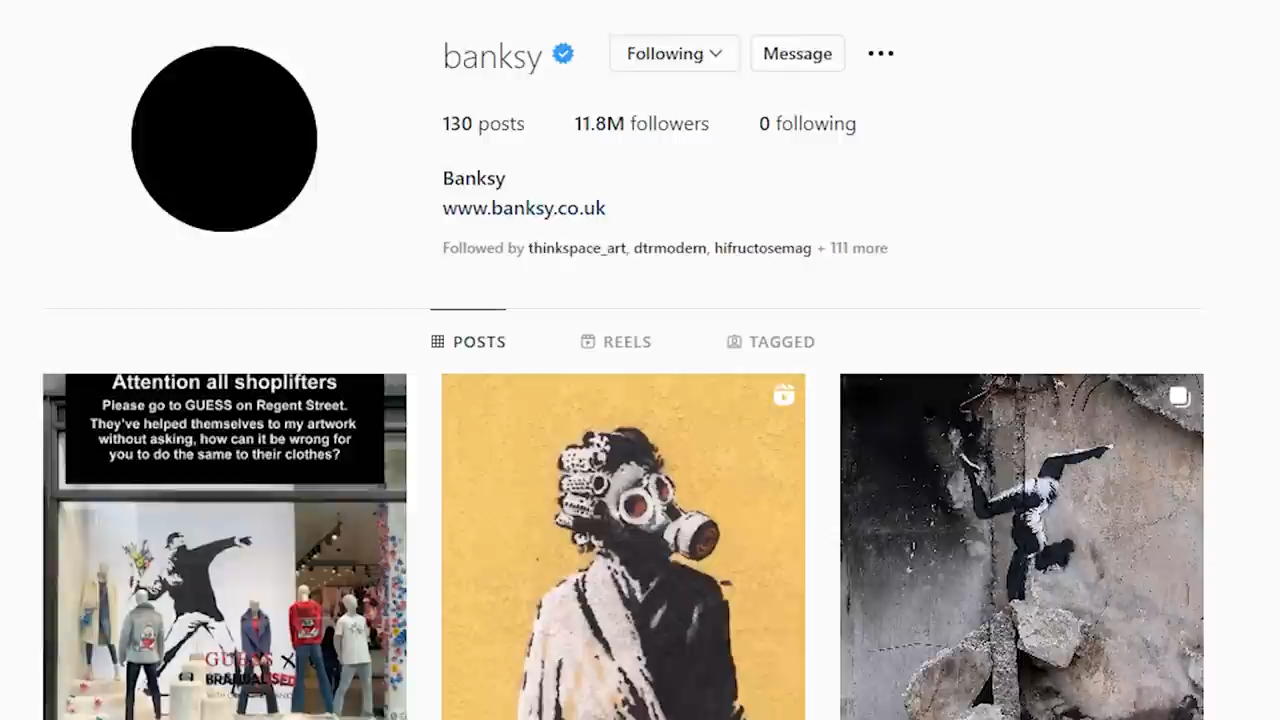 banksy
Following
Message
130 posts
11.8M followers
0 following
Banksy
www.banksy.co.uk
Followed by thinkspace_art, dtrmodern, hifructosemag + 111 more
POSTS
REELS
TAGGED
Attention all shoplifters
Please go to GUESS on Regent Street.
They've helped themselves to my artwork
without asking, how can it be wrong for
you to do the same to their clothes?
GUESS X
BRANDALISED